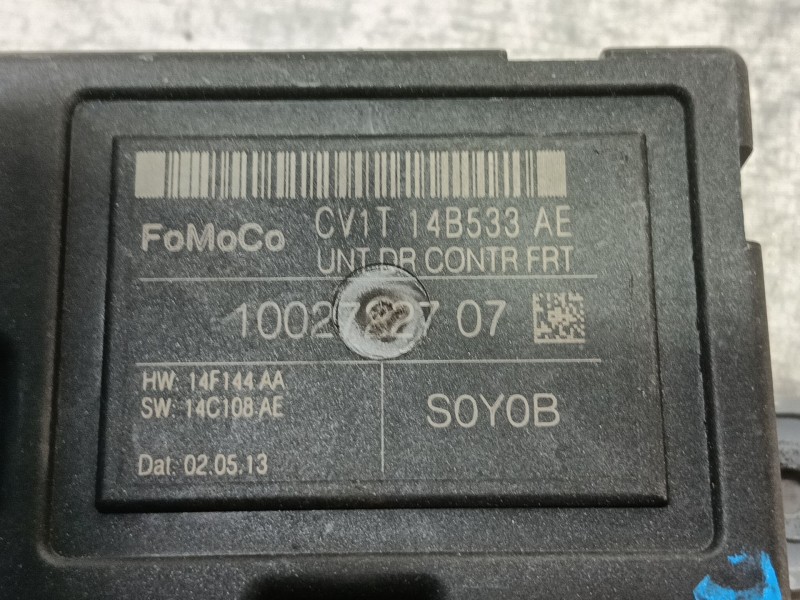 FoMoCo CV1T 14B533 AE
UNT DR CONTR FRT
07
HW: 14F144 AA
SW: 14C108 AE
S0Y0B
Dat: 02.05.13